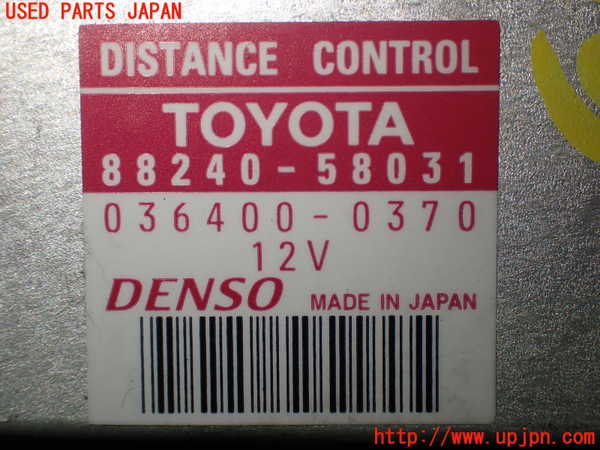 USED PARTS JAPAN
DISTANCE CONTROL
TOYOTA
88240-58031
036400-0370
12V
DENSO MADE IN JAPAN
http://www.upjpn.com/